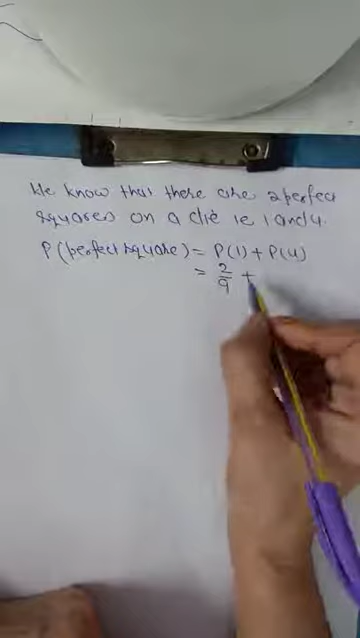 We know that there are 2 perfect
squares on a die ie 1 and 4.
P(perfect square) = P(1) + P(4)
= 2/9 +